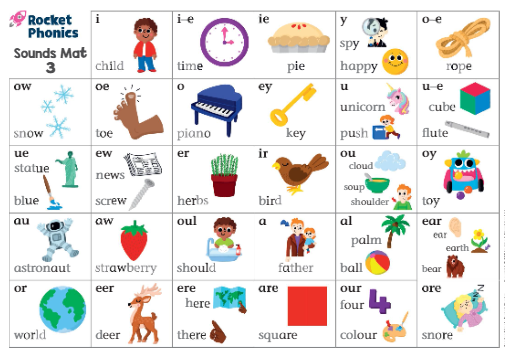 Rocket
Phonics
Sounds Mat
3
i
child
i-e
time
ie
pie
y
spy
happy
o-e
rope
ow
snow
oe
toe
o
piano
ey
key
u
unicorn
push
u-e
cube
flute
ue
statue
blue
ew
news
screw
er
herbs
ir
bird
ou
cloud
soup
shoulder
oy
toy
au
astronaut
aw
strawberry
oul
should
a
father
al
palm
ball
ear
ear
earth
bear
or
world
eer
deer
ere
here
there
are
square
our
four
4
colour
ore
snore